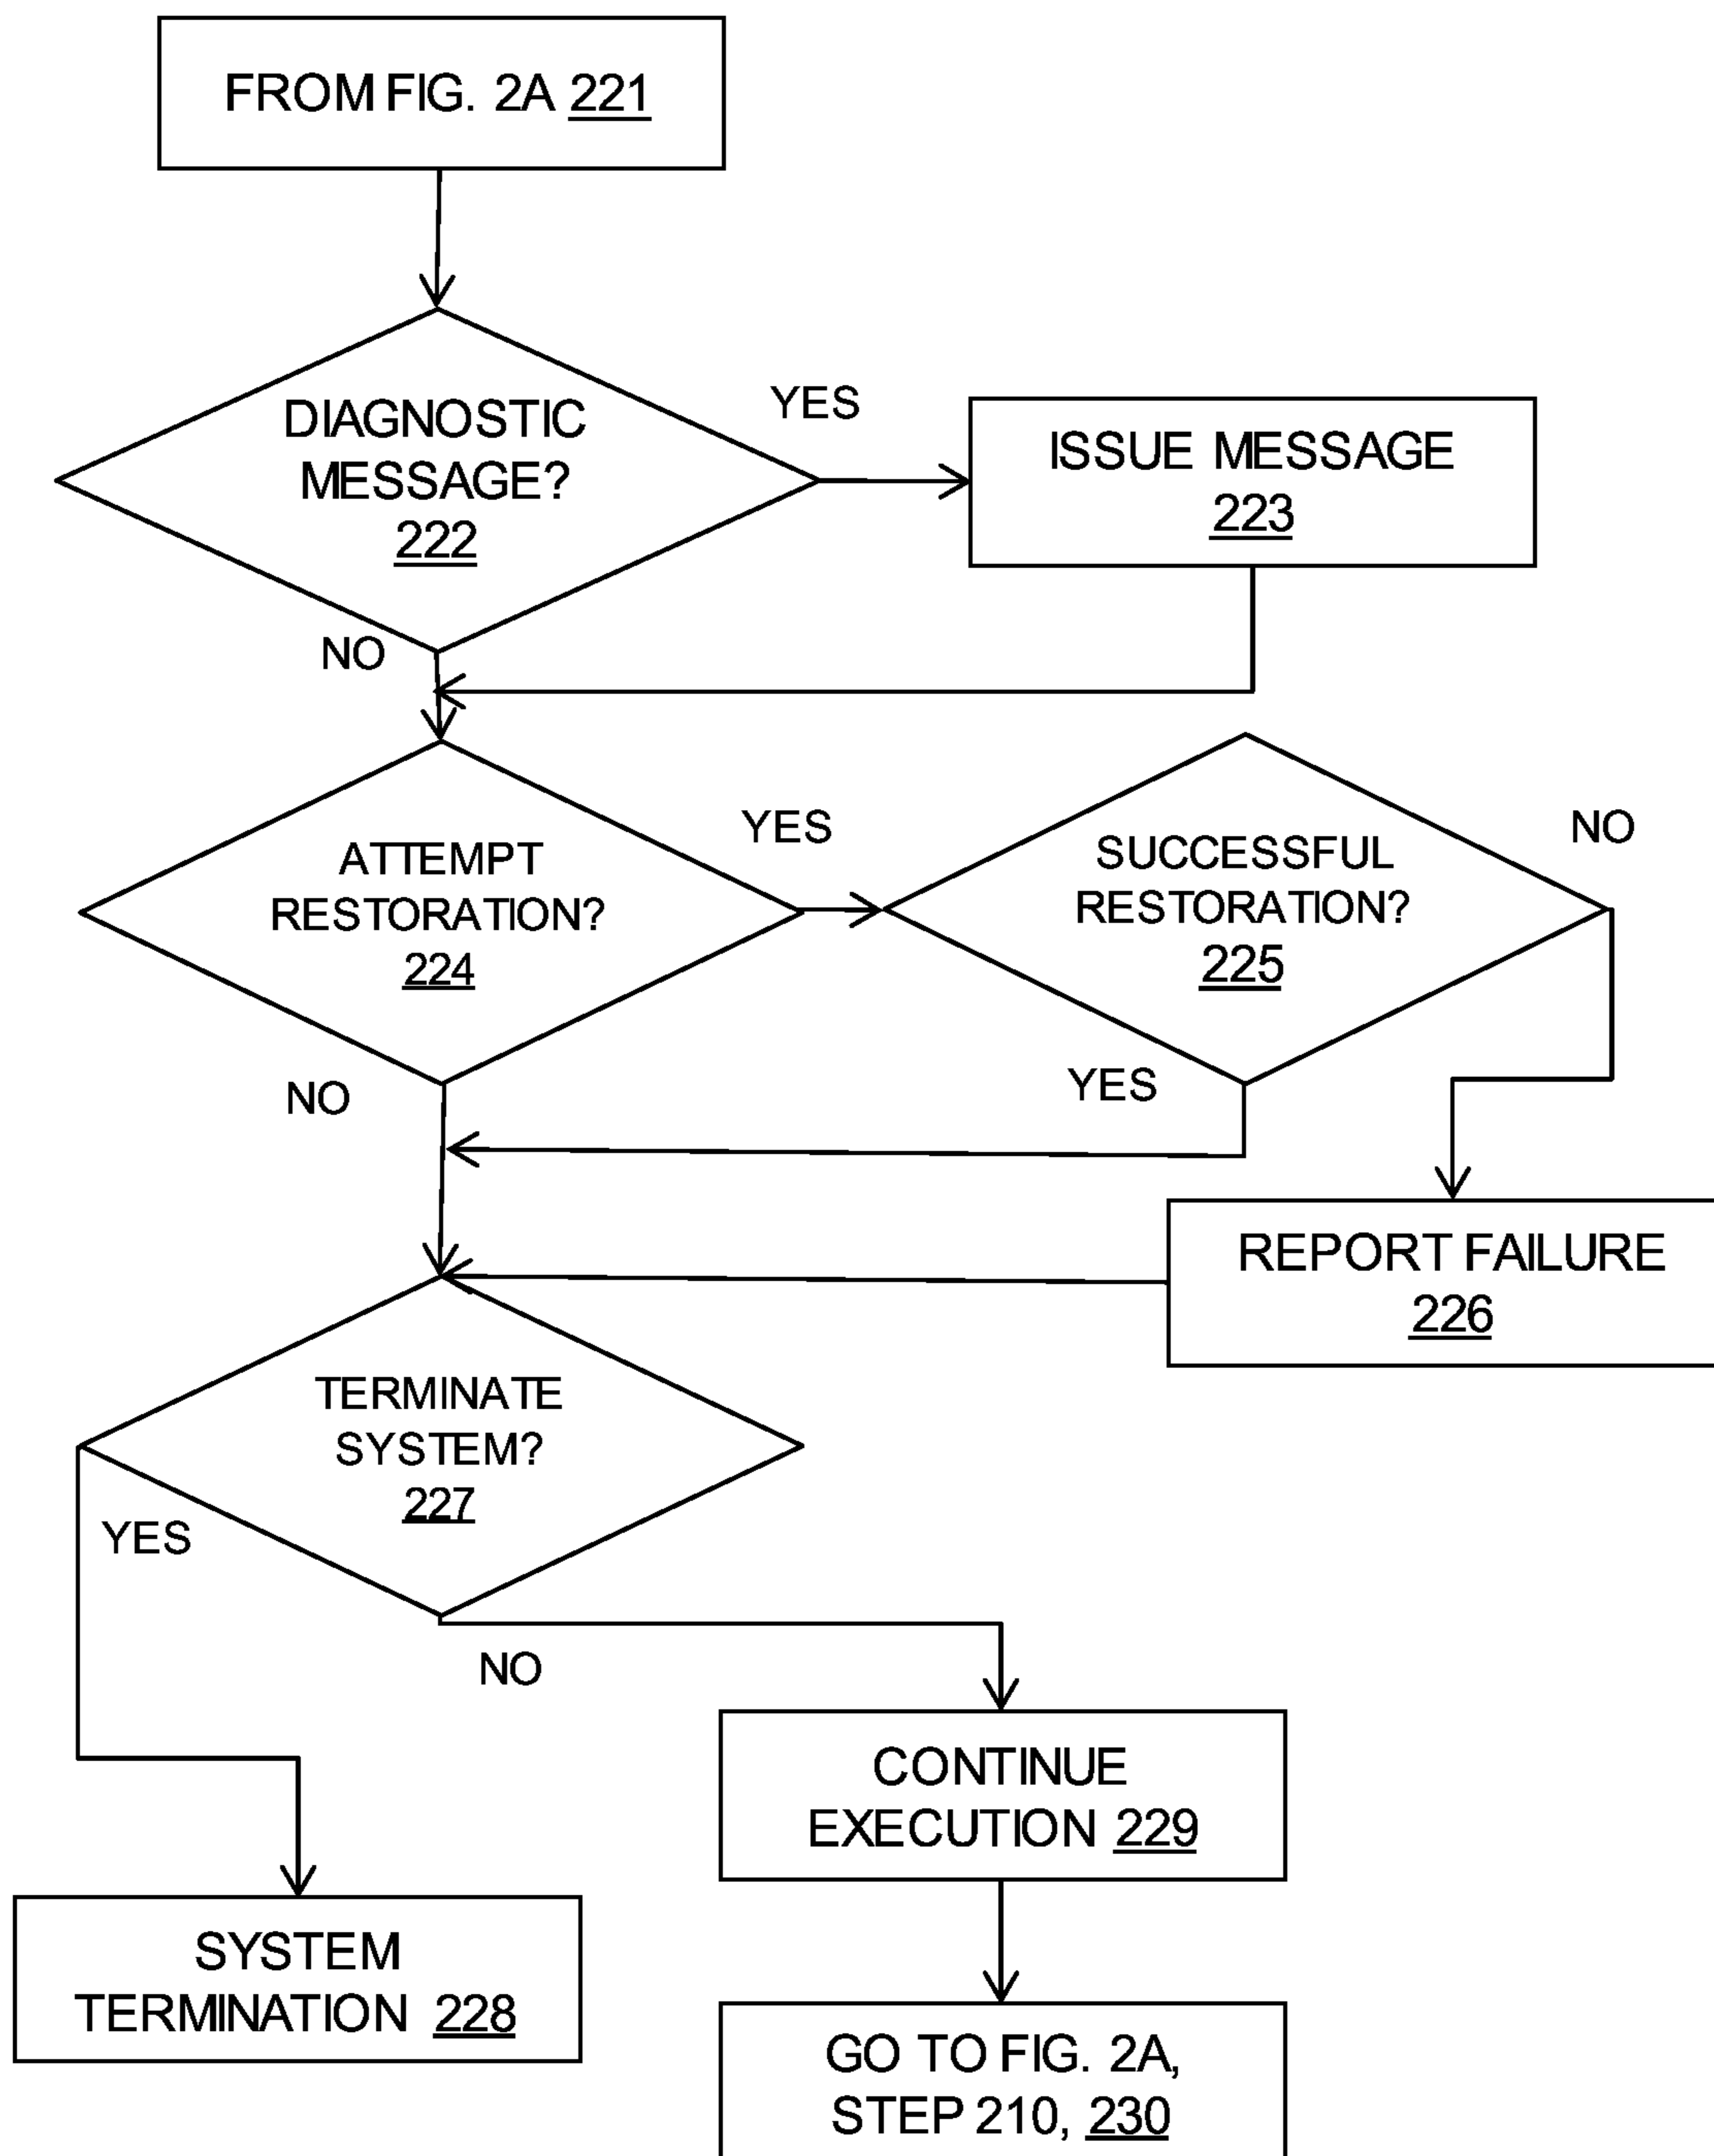 FROM FIG. 2A 221
DIAGNOSTIC
MESSAGE?
222
YES
ISSUE MESSAGE
223
NO
ATTEMPT
RESTORATION?
224
YES
SUCCESSFUL
RESTORATION?
225
NO
NO
YES
REPORT FAILURE
226
TERMINATE
SYSTEM?
227
YES
NO
CONTINUE
EXECUTION 229
SYSTEM
TERMINATION 228
GO TO FIG. 2A,
STEP 210, 230